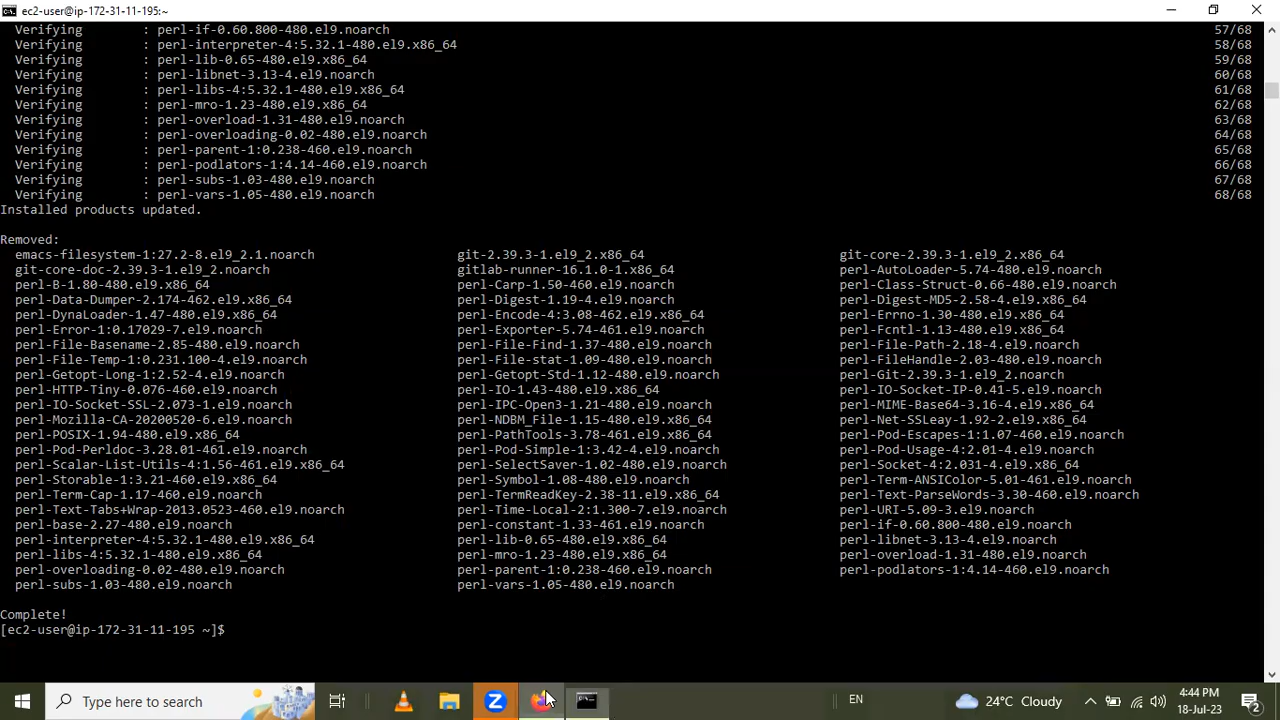 ec2-user@ip-172-31-11-195:~
Verifying : perl-if-0.60.800-480.el9.noarch 57/68
Verifying : perl-interpreter-4:5.32.1-480.el9.x86_64 58/68
Verifying : perl-lib-0.65-480.el9.x86_64 59/68
Verifying : perl-libnet-3.13-4.el9.noarch 60/68
Verifying : perl-libs-4:5.32.1-480.el9.x86_64 61/68
Verifying : perl-mro-1.23-480.el9.x86_64 62/68
Verifying : perl-overload-1.31-480.el9.noarch 63/68
Verifying : perl-overloading-0.02-480.el9.noarch 64/68
Verifying : perl-parent-1:0.238-460.el9.noarch 65/68
Verifying : perl-podlators-1:4.14-460.el9.noarch 66/68
Verifying : perl-subs-1.03-480.el9.noarch 67/68
Verifying : perl-vars-1.05-480.el9.noarch 68/68
Installed products updated.
Removed:
emacs-filesystem-1:27.2-8.el9_2.1.noarch git-2.39.3-1.el9_2.x86_64 git-core-2.39.3-1.el9_2.x86_64
git-core-doc-2.39.3-1.el9_2.noarch gitlab-runner-16.1.0-1.x86_64 perl-AutoLoader-5.74-480.el9.noarch
perl-B-1.80-480.el9.x86_64 perl-Carp-1.50-460.el9.noarch perl-Class-Struct-0.66-480.el9.noarch
perl-Data-Dumper-2.174-462.el9.x86_64 perl-Digest-1.19-4.el9.noarch perl-Digest-MD5-2.58-4.el9.x86_64
perl-DynaLoader-1.47-480.el9.x86_64 perl-Encode-4:3.08-462.el9.x86_64 perl-Errno-1.30-480.el9.x86_64
perl-Error-1:0.17029-7.el9.noarch perl-Exporter-5.74-461.el9.noarch perl-Fcntl-1.13-480.el9.x86_64
perl-File-Basename-2.85-480.el9.noarch perl-File-Find-1.37-480.el9.noarch perl-File-Path-2.18-4.el9.noarch
perl-File-Temp-1:0.231.100-4.el9.noarch perl-File-stat-1.09-480.el9.noarch perl-FileHandle-2.03-480.el9.noarch
perl-Getopt-Long-1:2.52-4.el9.noarch perl-Getopt-Std-1.12-480.el9.noarch perl-Git-2.39.3-1.el9_2.noarch
perl-HTTP-Tiny-0.076-460.el9.noarch perl-IO-1.43-480.el9.x86_64 perl-IO-Socket-IP-0.41-5.el9.noarch
perl-IO-Socket-SSL-2.073-1.el9.noarch perl-IPC-Open3-1.21-480.el9.noarch perl-MIME-Base64-3.16-4.el9.x86_64
perl-Mozilla-CA-20200520-6.el9.noarch perl-NDBM_File-1.15-480.el9.x86_64 perl-Net-SSLeay-1.92-2.el9.x86_64
perl-POSIX-1.94-480.el9.x86_64 perl-PathTools-3.78-461.el9.x86_64 perl-Pod-Escapes-1:1.07-460.el9.noarch
perl-Pod-Perldoc-3.28.01-461.el9.noarch perl-Pod-Simple-1:3.42-4.el9.noarch perl-Pod-Usage-4:2.01-4.el9.noarch
perl-Scalar-List-Utils-4:1.56-461.el9.x86_64 perl-SelectSaver-1.02-480.el9.noarch perl-Socket-4:2.031-4.el9.x86_64
perl-Storable-1:3.21-460.el9.x86_64 perl-Symbol-1.08-480.el9.noarch perl-Term-ANSIColor-5.01-461.el9.noarch
perl-Term-Cap-1.17-460.el9.noarch perl-TermReadKey-2.38-11.el9.x86_64 perl-Text-ParseWords-3.30-460.el9.noarch
perl-Text-Tabs+Wrap-2013.0523-460.el9.noarch perl-Time-Local-2:1.300-7.el9.noarch perl-URI-5.09-3.el9.noarch
perl-base-2.27-480.el9.noarch perl-constant-1.33-461.el9.noarch perl-if-0.60.800-480.el9.noarch
perl-interpreter-4:5.32.1-480.el9.x86_64 perl-lib-0.65-480.el9.x86_64 perl-libnet-3.13-4.el9.noarch
perl-libs-4:5.32.1-480.el9.x86_64 perl-mro-1.23-480.el9.x86_64 perl-overload-1.31-480.el9.noarch
perl-overloading-0.02-480.el9.noarch perl-parent-1:0.238-460.el9.noarch perl-podlators-1:4.14-460.el9.noarch
perl-subs-1.03-480.el9.noarch perl-vars-1.05-480.el9.noarch
Complete!
[ec2-user@ip-172-31-11-195 ~]$
Type here to search EN 24°C Cloudy 4:44 PM
18-Jul-23 2